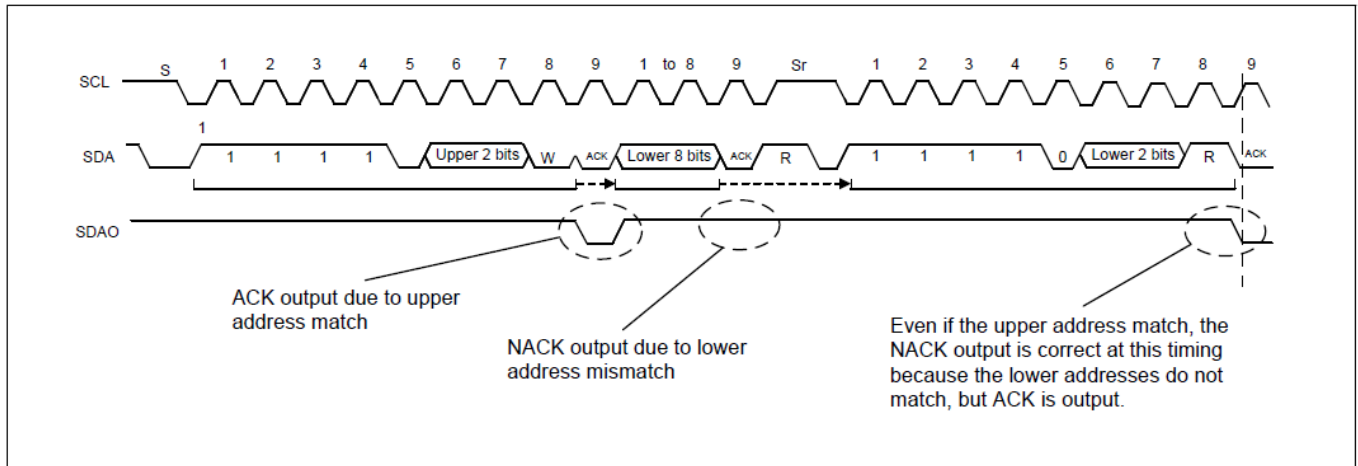 S 1 2 3 4 5 6 7 8 9 1 to 8 9 Sr 1 2 3 4 5 6 7 8 9
SCL
1
SDA 1 1 1 1 Upper 2 bits W ACK Lower 8 bits ACK R 1 1 1 1 0 Lower 2 bits R ACK
SDAO
ACK output due to upper
address match
NACK output due to lower
address mismatch
Even if the upper address match, the
NACK output is correct at this timing
because the lower addresses do not
match, but ACK is output.